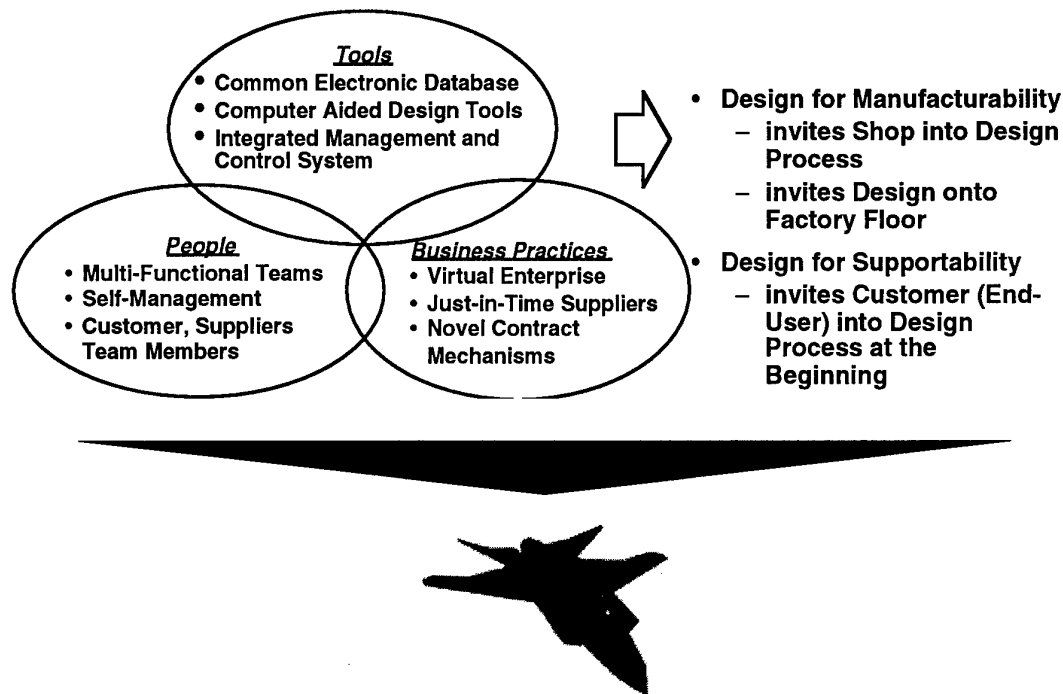 Tools
• Common Electronic Database
• Computer Aided Design Tools
• Integrated Management and
Control System
People
• Multi-Functional Teams
• Self-Management
• Customer, Suppliers
Team Members
Business Practices
• Virtual Enterprise
• Just-in-Time Suppliers
• Novel Contract
Mechanisms
• Design for Manufacturability
– invites Shop into Design
Process
– invites Design onto
Factory Floor
• Design for Supportability
– invites Customer (End-
User) into Design
Process at the
Beginning